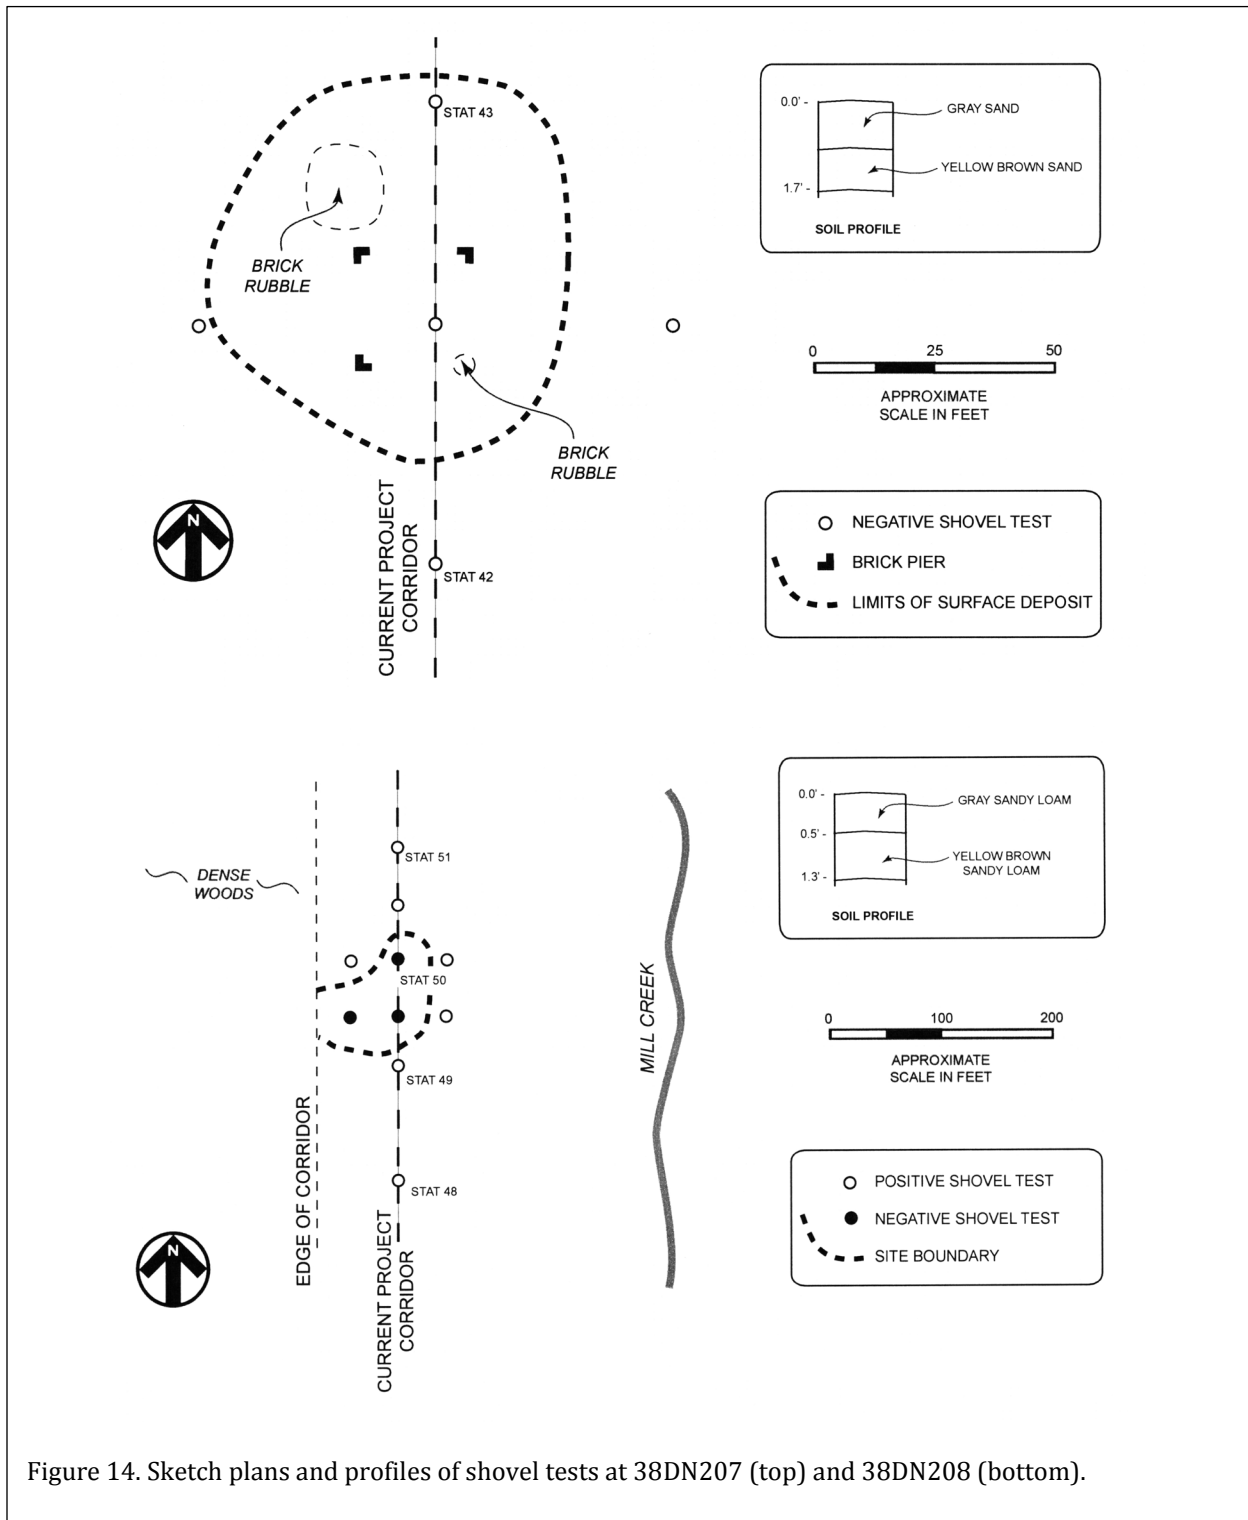 STAT 43
BRICK
RUBBLE
BRICK
RUBBLE
CURRENT PROJECT
CORRIDOR
STAT 42
N
0.0' -
GRAY SAND
YELLOW BROWN SAND
1.7' -
SOIL PROFILE
0 25 50
APPROXIMATE
SCALE IN FEET
NEGATIVE SHOVEL TEST
BRICK PIER
LIMITS OF SURFACE DEPOSIT
DENSE
WOODS
STAT 51
STAT 50
STAT 49
STAT 48
EDGE OF CORRIDOR
CURRENT PROJECT
CORRIDOR
MILL CREEK
N
0.0' -
GRAY SANDY LOAM
0.5' -
YELLOW BROWN
SANDY LOAM
1.3' -
SOIL PROFILE
0 100 200
APPROXIMATE
SCALE IN FEET
POSITIVE SHOVEL TEST
NEGATIVE SHOVEL TEST
SITE BOUNDARY
Figure 14. Sketch plans and profiles of shovel tests at 38DN207 (top) and 38DN208 (bottom).